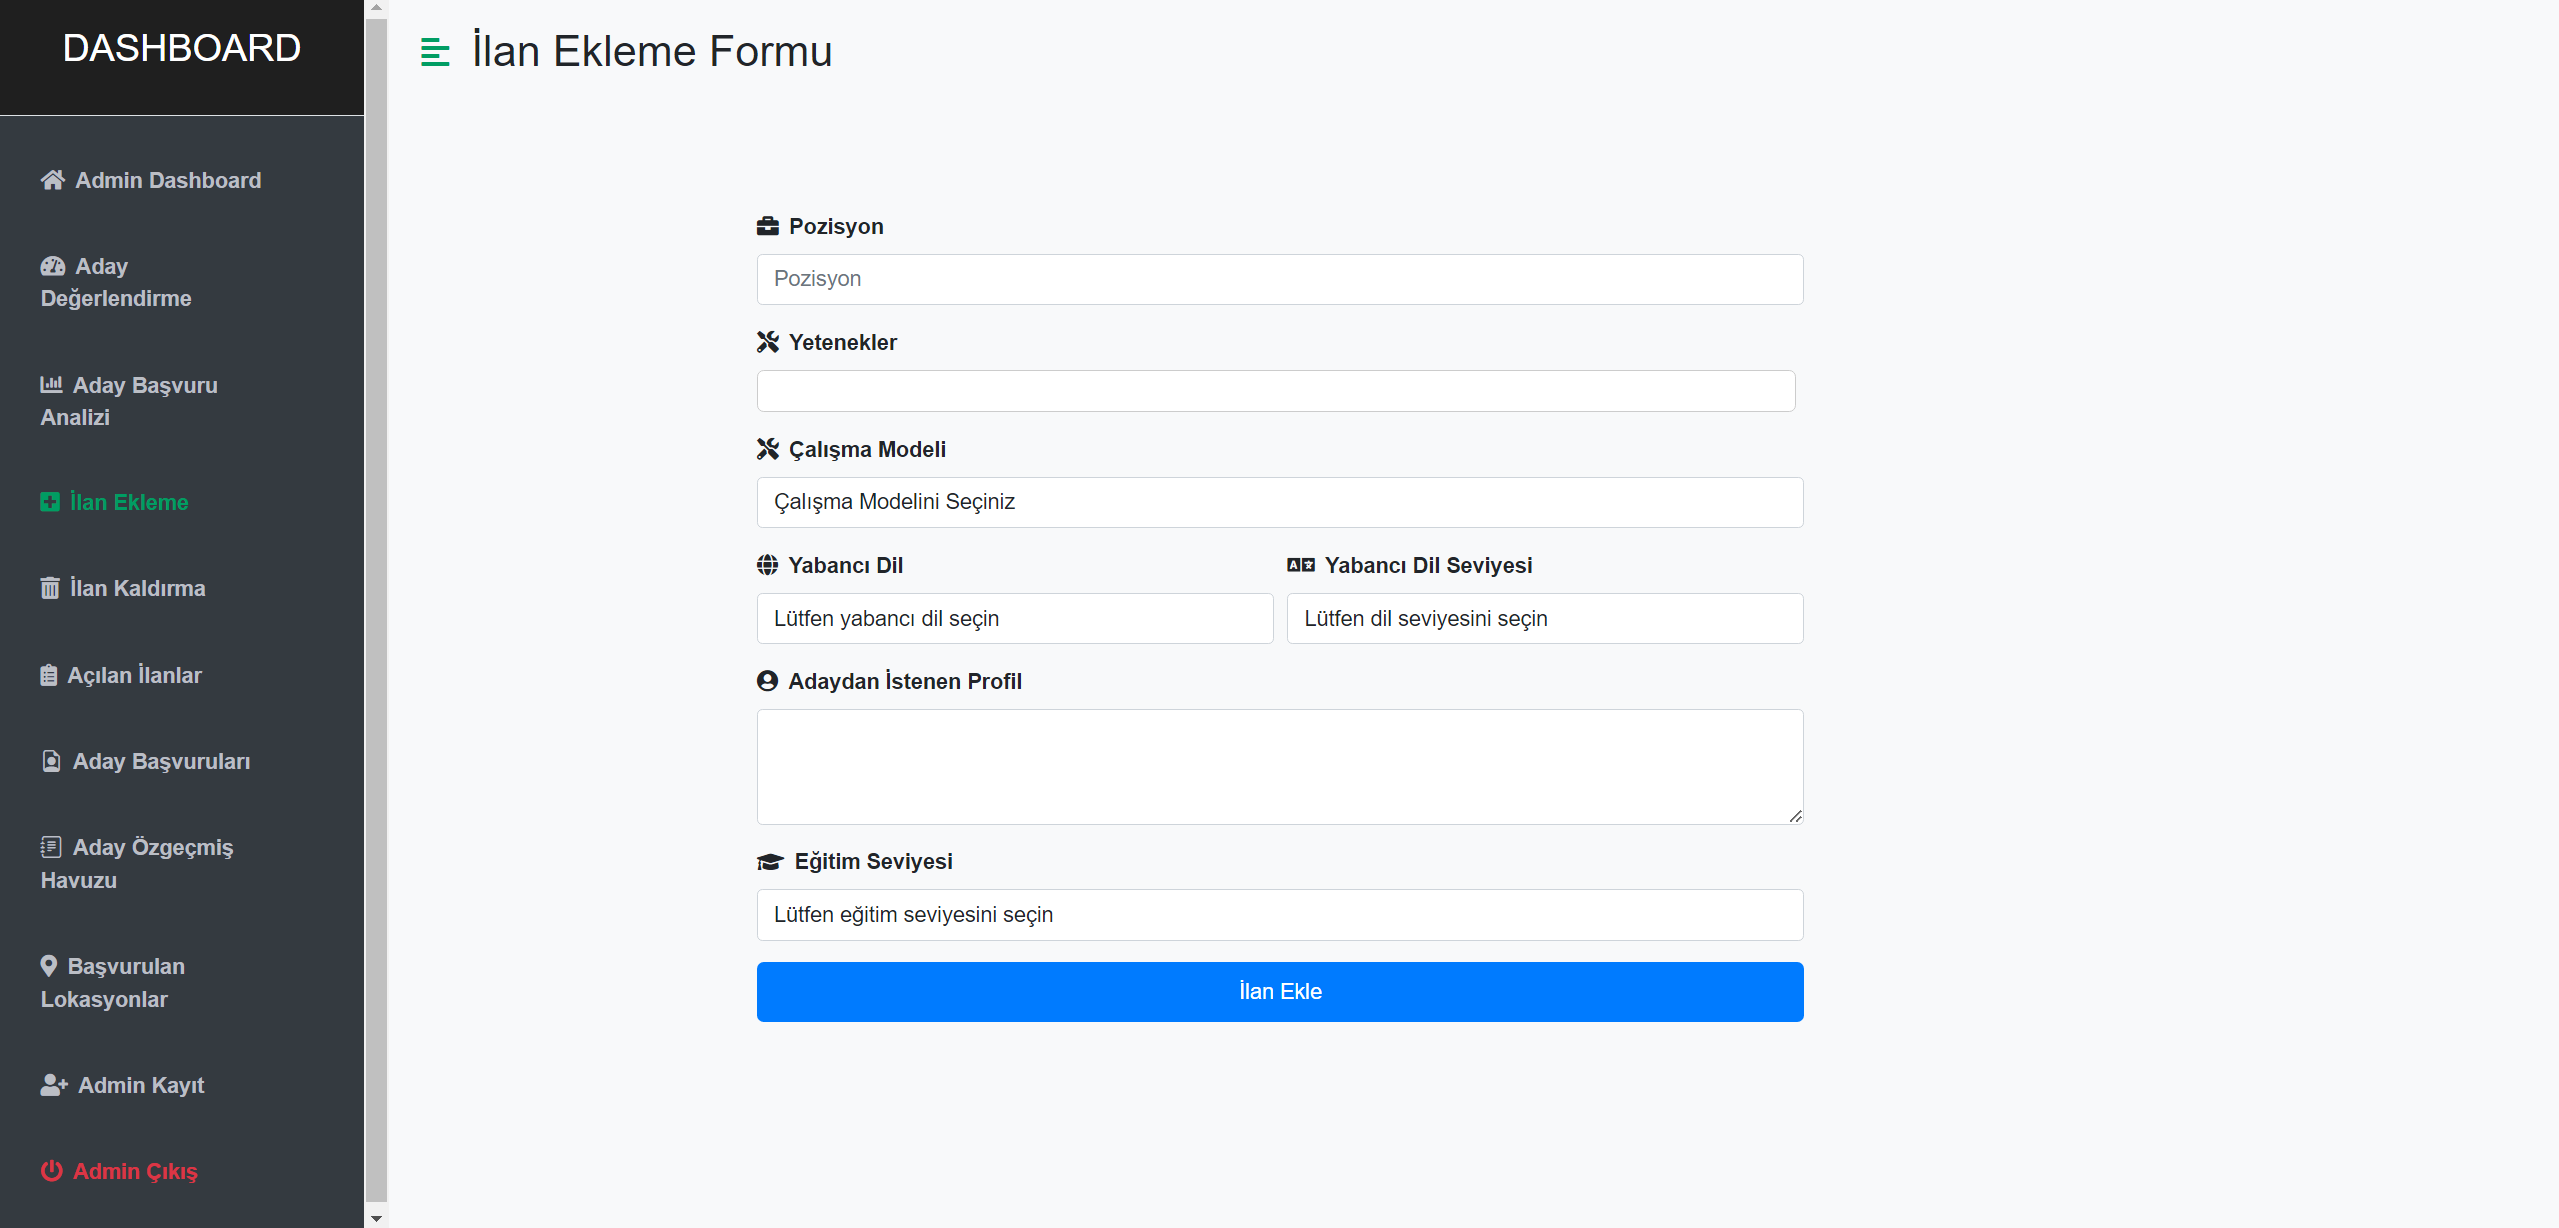 DASHBOARD
Admin Dashboard
Aday
Değerlendirme
Aday Başvuru
Analizi
İlan Ekleme
İlan Kaldırma
Açılan İlanlar
Aday Başvuruları
Aday Özgeçmiş
Havuzu
Başvurulan
Lokasyonlar
Admin Kayıt
Admin Çıkış
İlan Ekleme Formu
Pozisyon
Pozisyon
Yetenekler
Çalışma Modeli
Çalışma Modelini Seçiniz
Yabancı Dil
Lütfen yabancı dil seçin
Yabancı Dil Seviyesi
Lütfen dil seviyesini seçin
Adaydan İstenen Profil
Eğitim Seviyesi
Lütfen eğitim seviyesini seçin
İlan Ekle